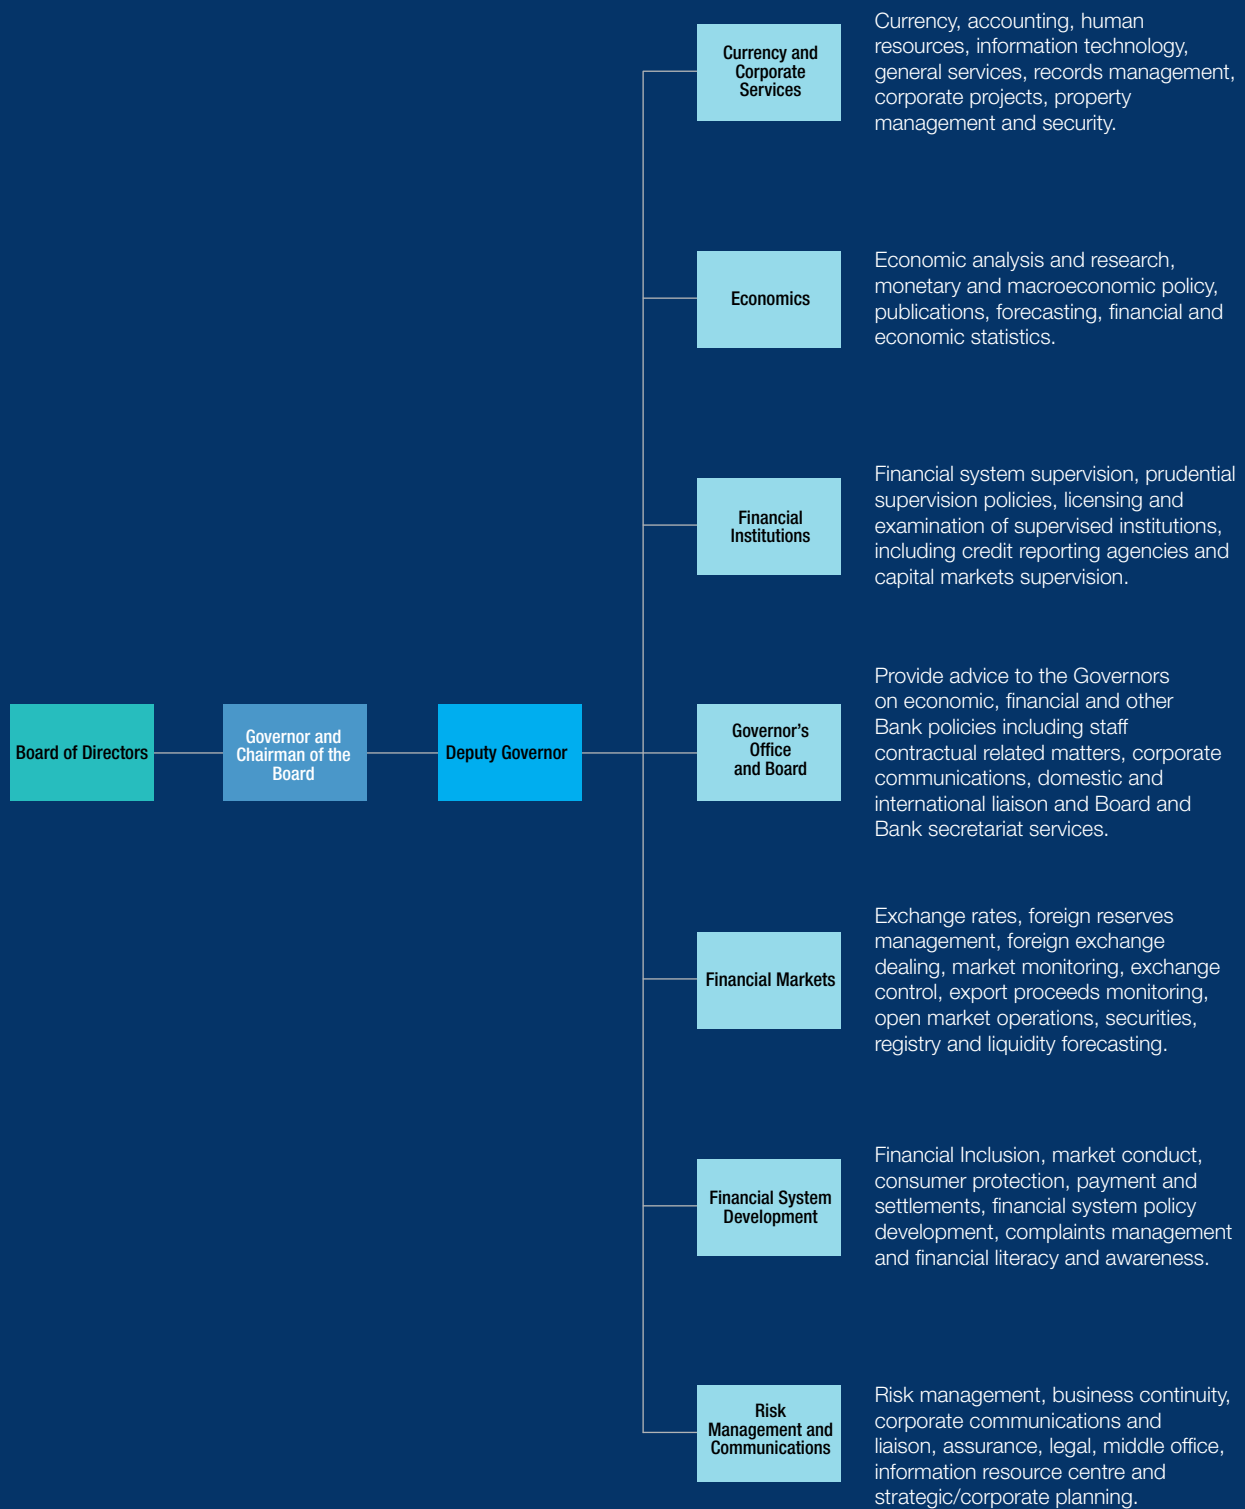 Currency and
Corporate
Services
Currency, accounting, human
resources, information technology,
general services, records management,
corporate projects, property
management and security.
Economics
Economic analysis and research,
monetary and macroeconomic policy,
publications, forecasting, financial and
economic statistics.
Financial
Institutions
Financial system supervision, prudential
supervision policies, licensing and
examination of supervised institutions,
including credit reporting agencies and
capital markets supervision.
Board of Directors
Governor and
Chairman of the
Board
Deputy Governor
Governor’s
Office
and Board
Provide advice to the Governors
on economic, financial and other
Bank policies including staff
contractual related matters, corporate
communications, domestic and
international liaison and Board and
Bank secretariat services.
Financial Markets
Exchange rates, foreign reserves
management, foreign exchange
dealing, market monitoring, exchange
control, export proceeds monitoring,
open market operations, securities,
registry and liquidity forecasting.
Financial System
Development
Financial Inclusion, market conduct,
consumer protection, payment and
settlements, financial system policy
development, complaints management
and financial literacy and awareness.
Risk
Management and
Communications
Risk management, business continuity,
corporate communications and
liaison, assurance, legal, middle office,
information resource centre and
strategic/corporate planning.